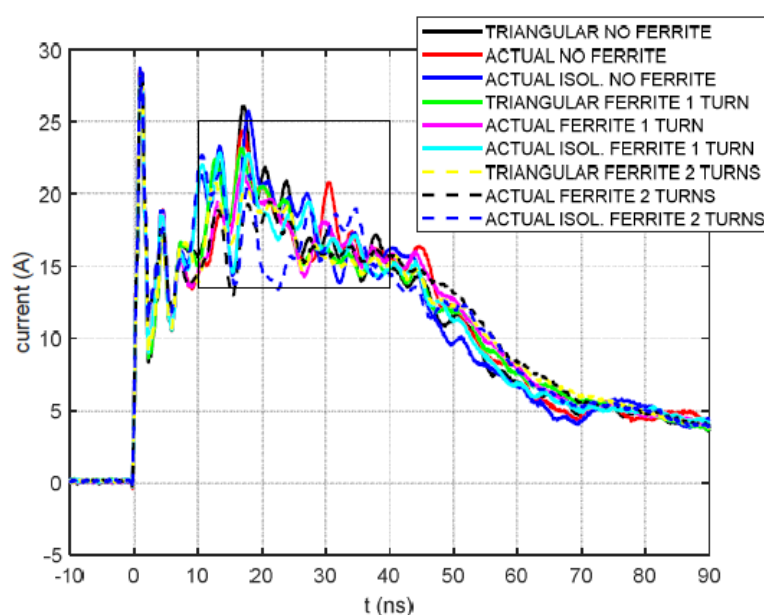 TRIANGULAR NO FERRITE
ACTUAL NO FERRITE
ACTUAL ISOL. NO FERRITE
TRIANGULAR FERRITE 1 TURN
ACTUAL FERRITE 1 TURN
ACTUAL ISOL. FERRITE 1 TURN
TRIANGULAR FERRITE 2 TURNS
ACTUAL FERRITE 2 TURNS
ACTUAL ISOL. FERRITE 2 TURNS
30
25
20
15
10
5
0
-5
current (A)
-10 0 10 20 30 40 50 60 70 80 90
t (ns)